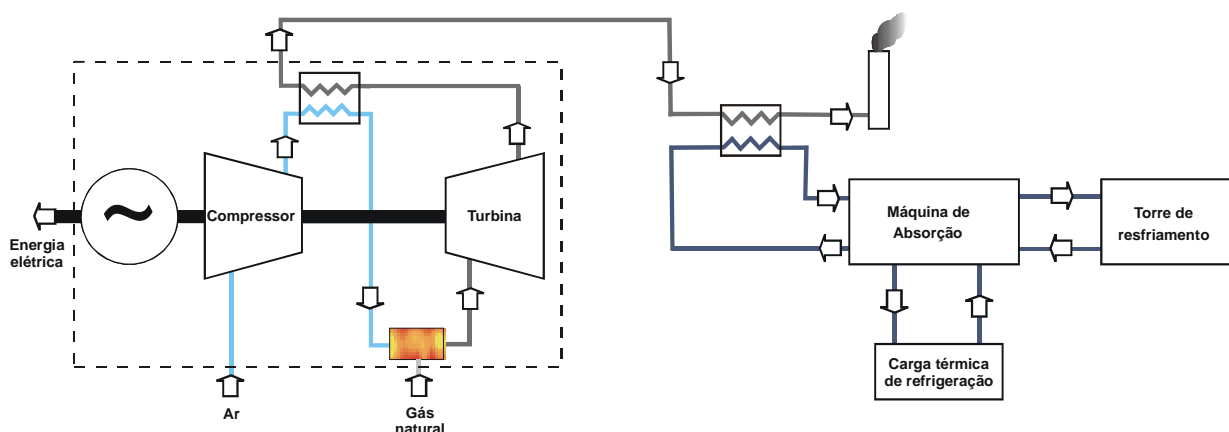 Compressor
Turbina
Energia
elétrica
Ar
Gás
natural
Máquina de
Absorção
Torre de
resfriamento
Carga térmica
de refrigeração